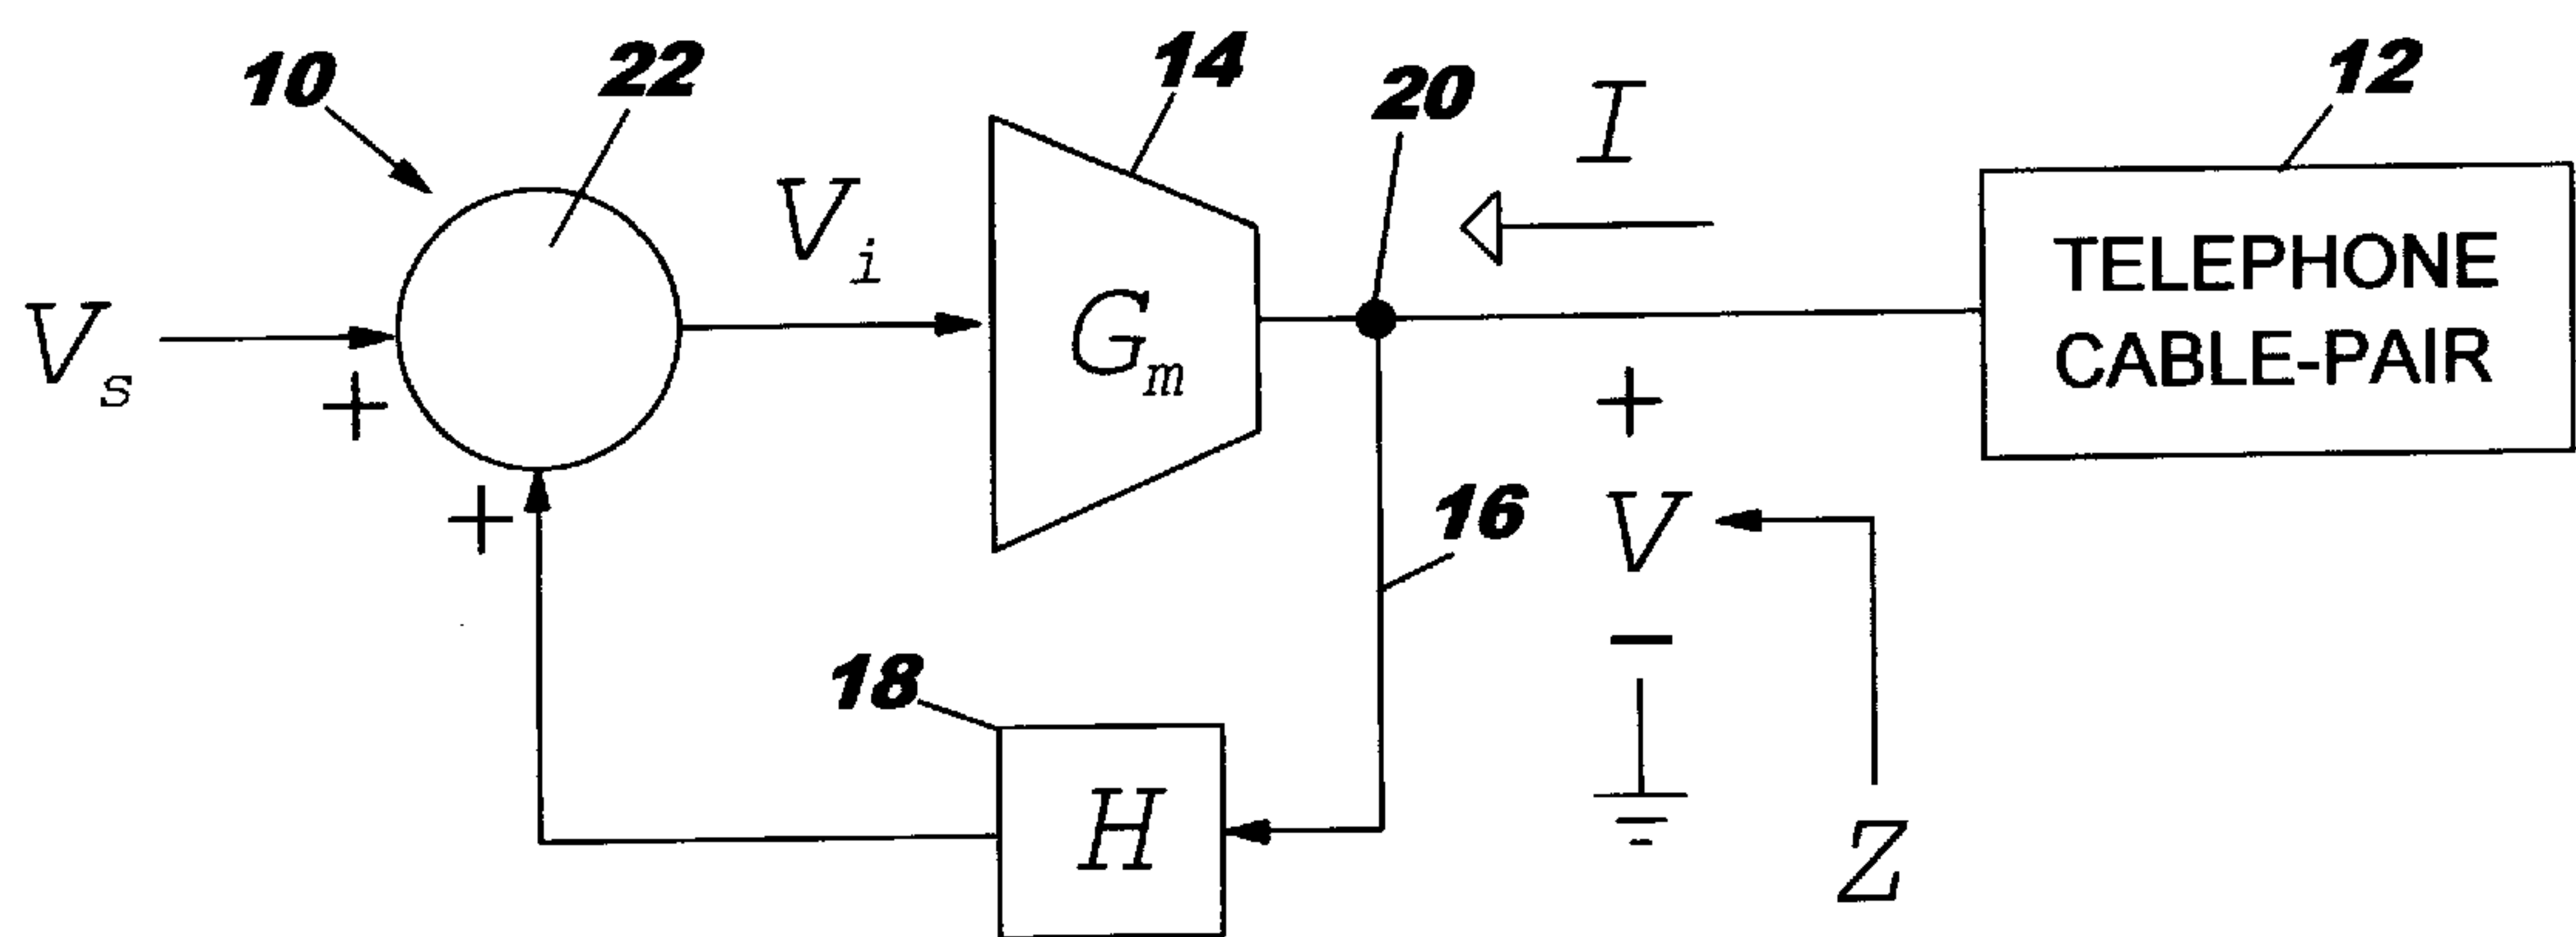 10
22
14
20
I
12
V_s
+
+
V_i
G_m
TELEPHONE
CABLE-PAIR
+
V
−
16
18
H
Z